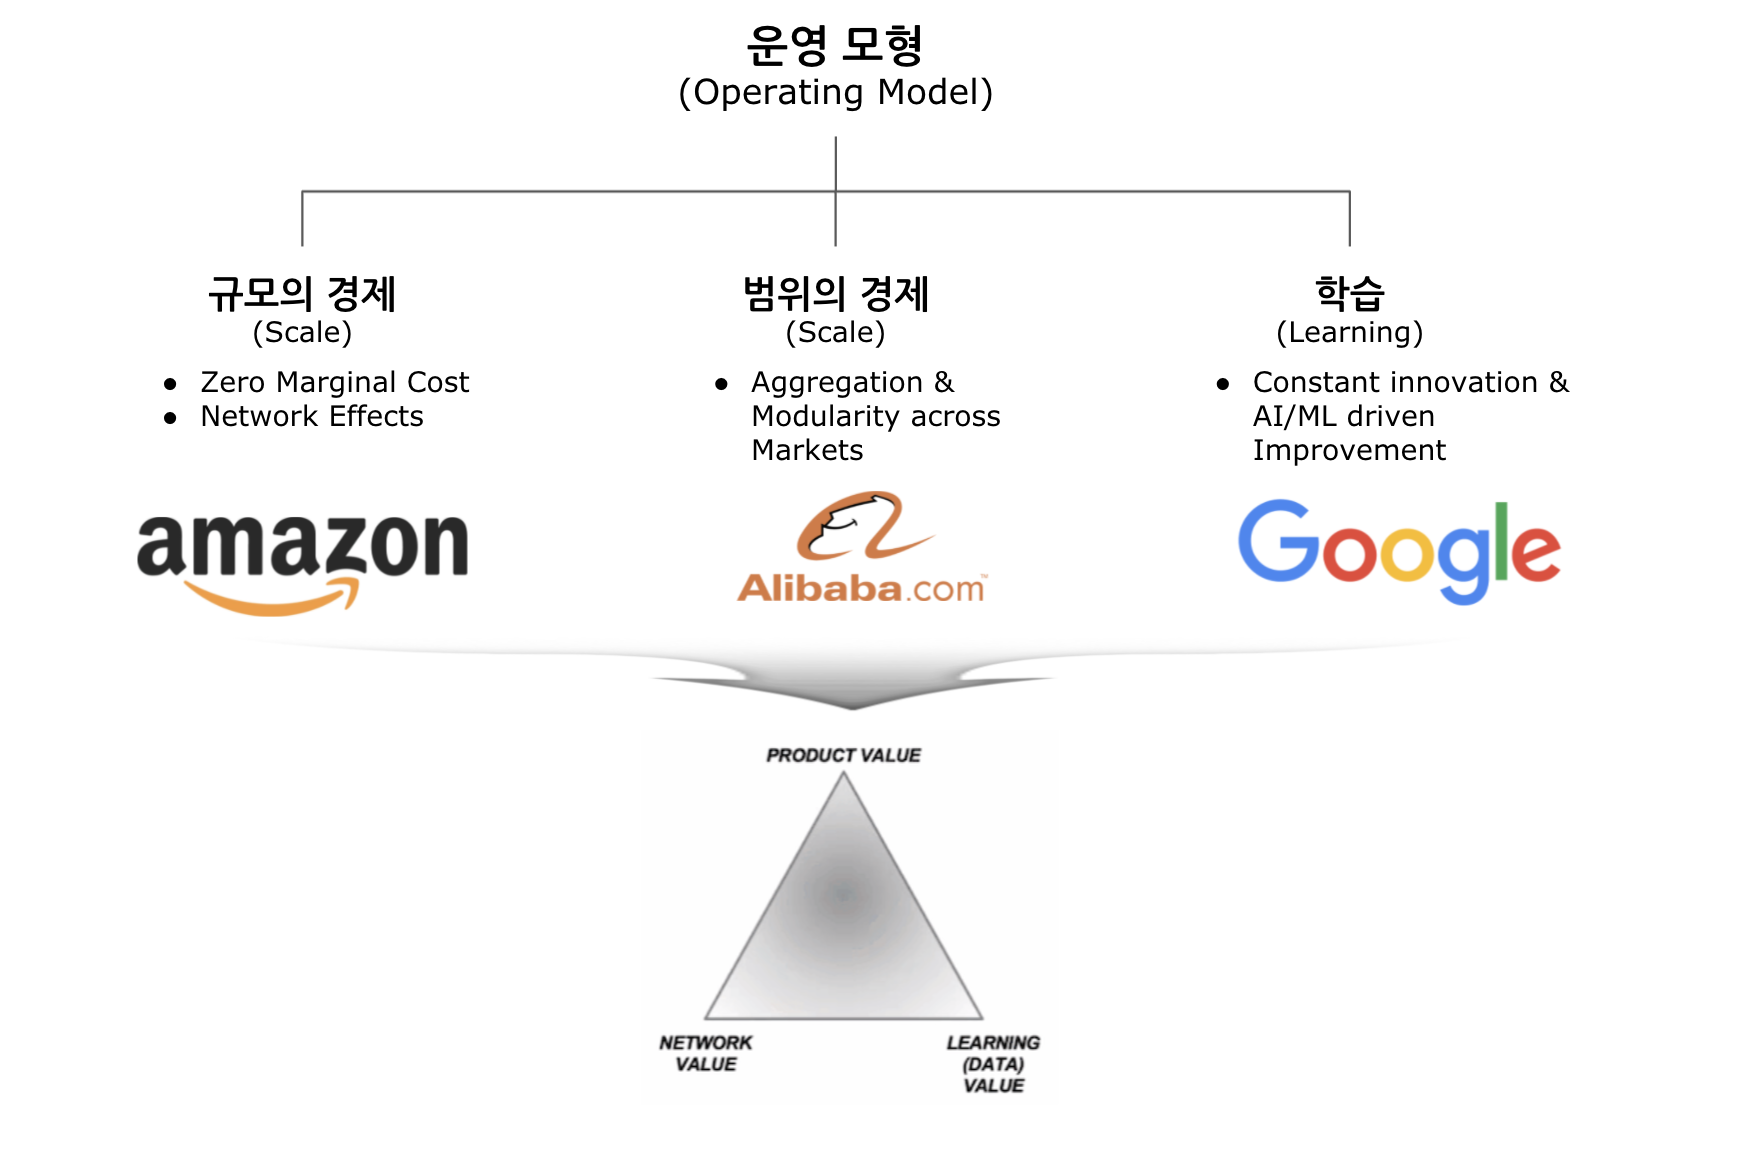 운영 모형
(Operating Model)
규모의 경제
(Scale)
● Zero Marginal Cost
● Network Effects
범위의 경제
(Scale)
● Aggregation &
Modularity across
Markets
학습
(Learning)
● Constant innovation &
AI/ML driven
Improvement
amazon
Alibaba.com™
Google
PRODUCT VALUE
NETWORK
VALUE
LEARNING
(DATA)
VALUE